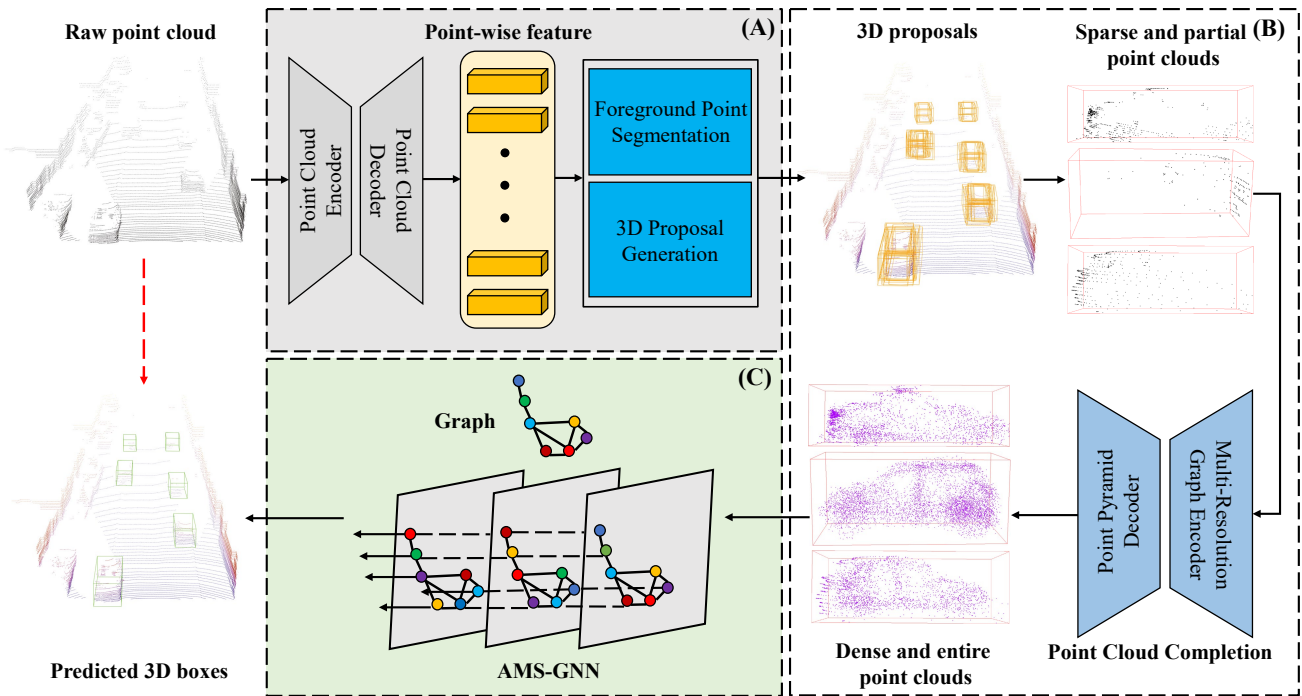 Raw point cloud
(A)
Point-wise feature
Point Cloud
Encoder
Point Cloud
Decoder
Foreground Point
Segmentation
3D Proposal
Generation
(B)
3D proposals
Sparse and partial
point clouds
Multi-Resolution
Graph Encoder
Point Pyramid
Decoder
Point Cloud Completion
Dense and entire
point clouds
(C)
Graph
AMS-GNN
Predicted 3D boxes